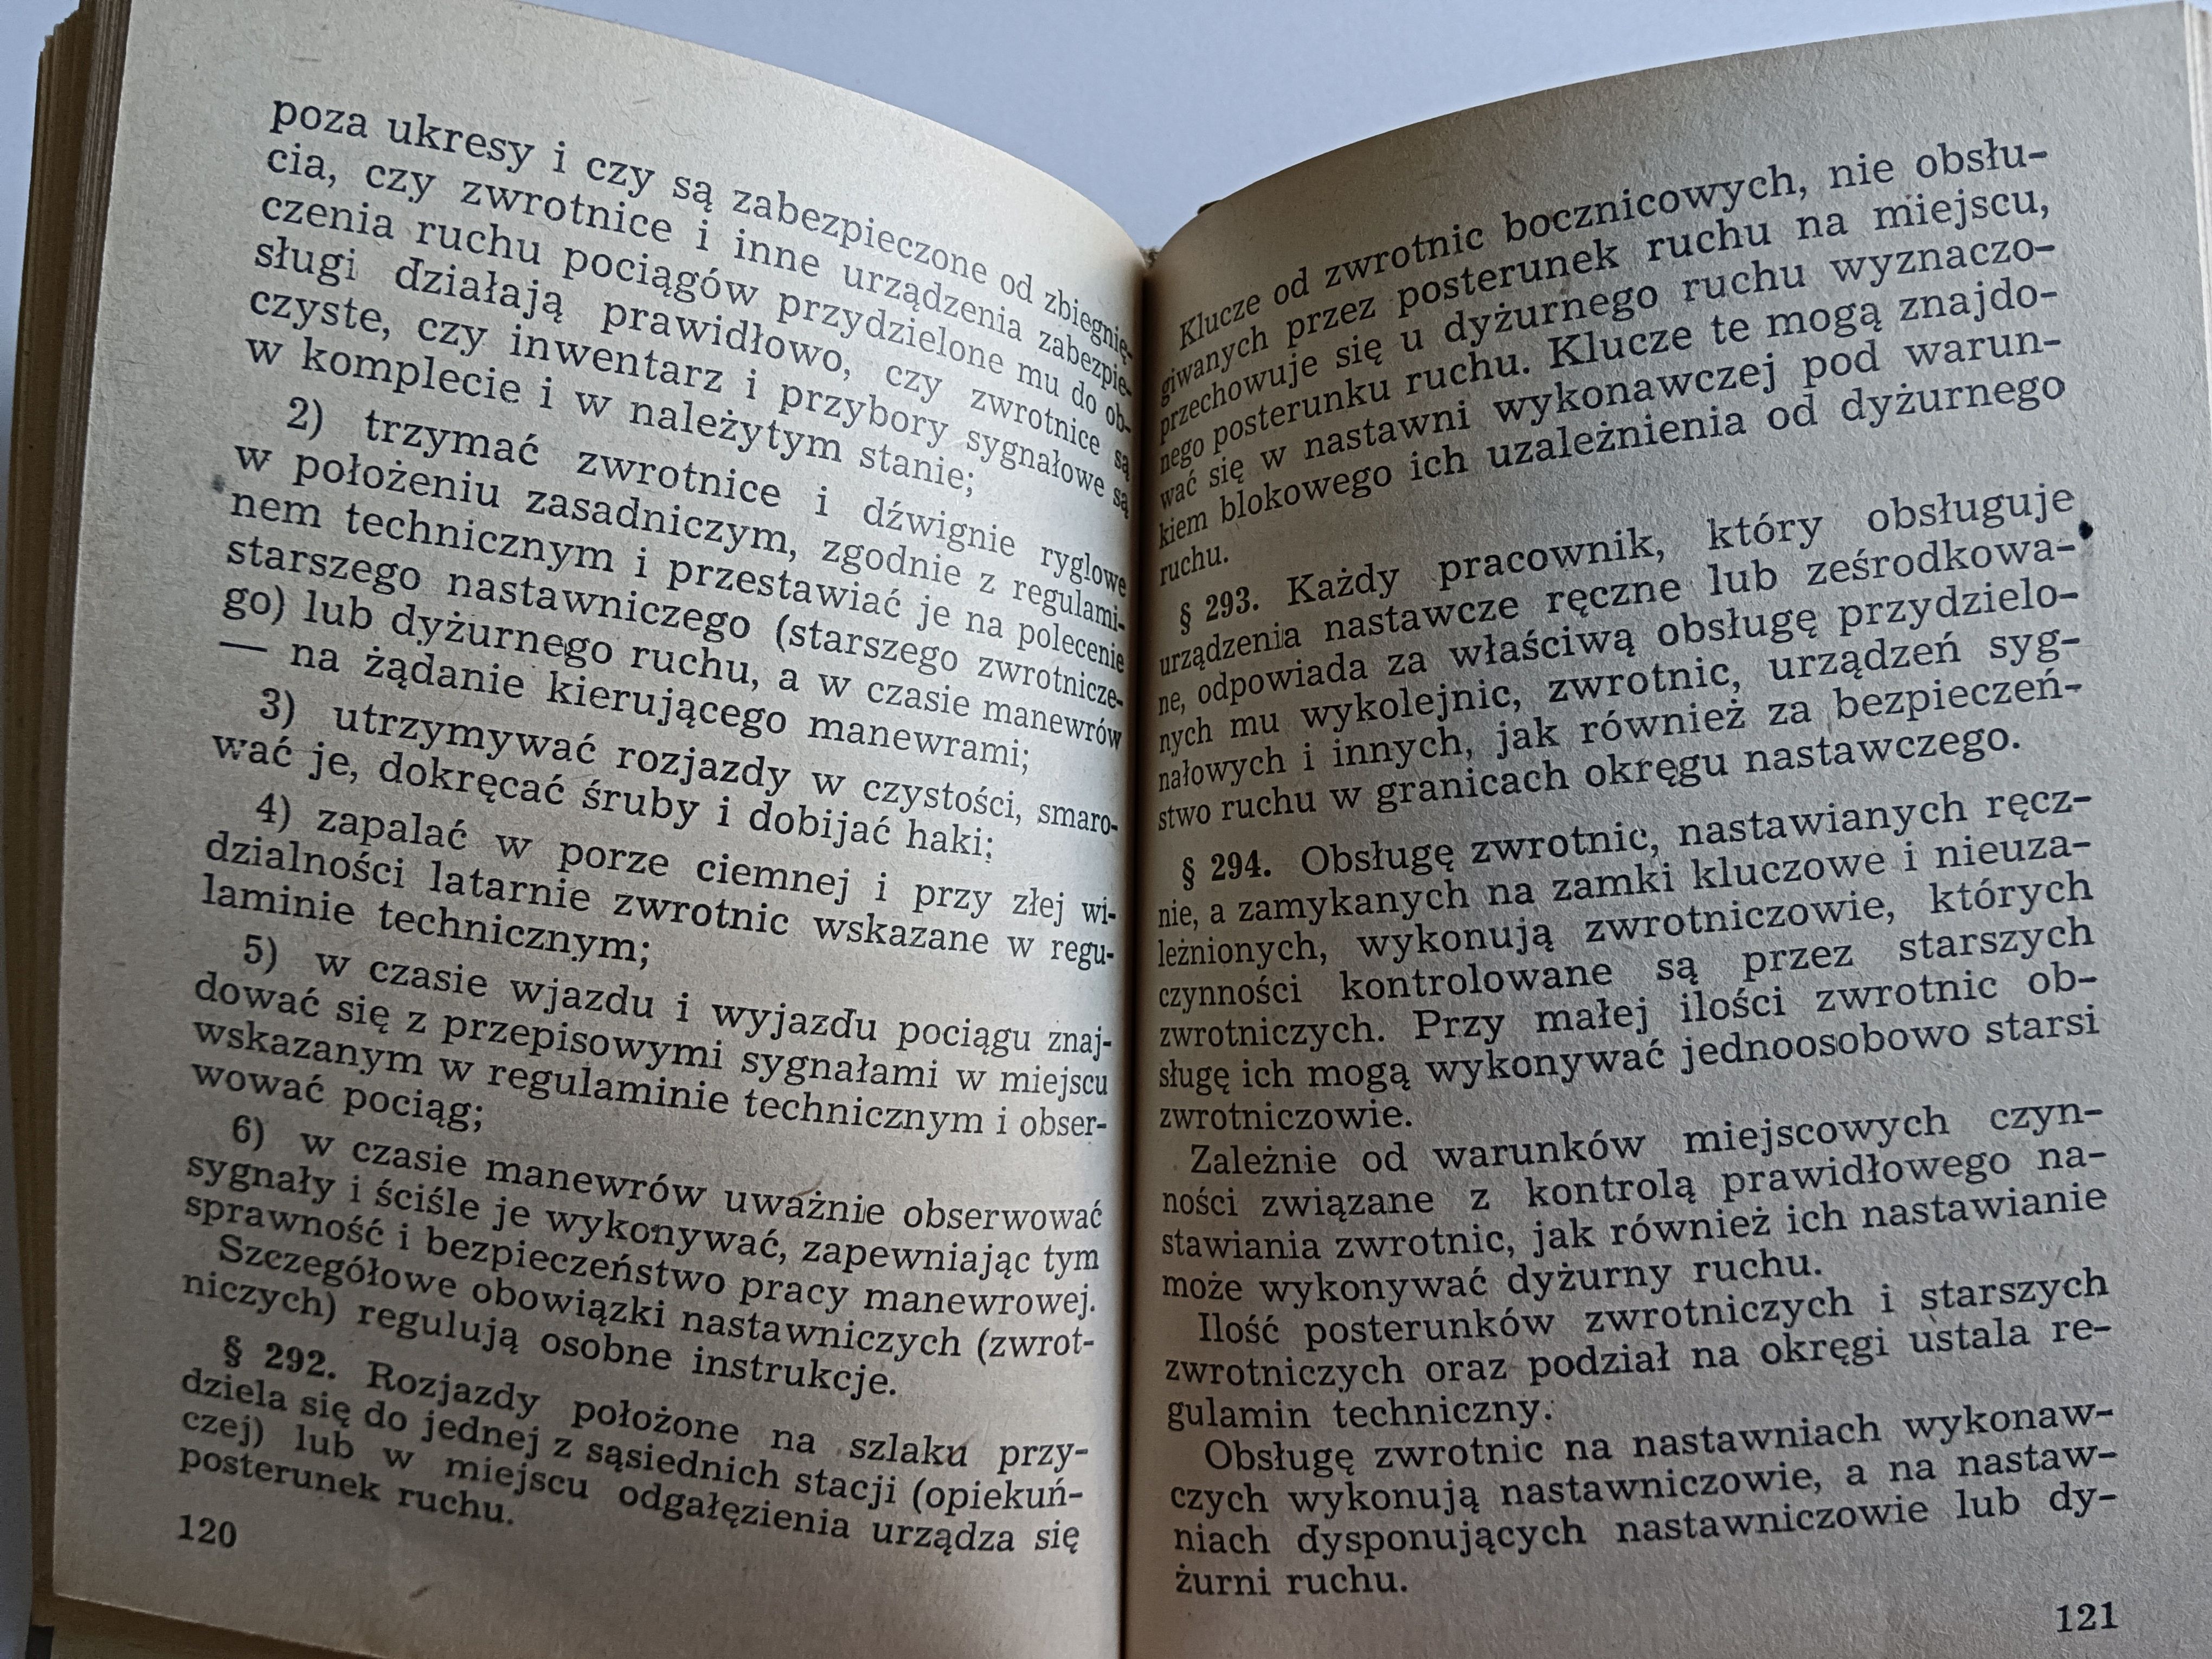 poza ukresy i czy są zabezpieczone od zbiegnię-
cia, czy zwrotnice i inne urządzenia zabezpie-
czenia ruchu pociągów przydzielone mu do ob-
sługi działają prawidłowo, czy zwrotnice są
czyste, czy inwentarz i przybory sygnałowe są
w komplecie i w należytym stanie;
2) trzymać zwrotnice i dźwignie ryglowe
w położeniu zasadniczym, zgodnie z regulami-
nem technicznym i przestawiać je na polecenie
starszego nastawniczego (starszego zwrotnicze-
go) lub dyżurnego ruchu, a w czasie manewrów
— na żądanie kierującego manewrami;
3) utrzymywać rozjazdy w czystości, smaro-
wać je, dokręcać śruby i dobijać haki;
4) zapalać w porze ciemnej i przy złej wi-
dzialności latarnie zwrotnic wskazane w regu-
laminie technicznym;
5) w czasie wjazdu i wyjazdu pociągu znaj-
dować się z przepisowymi sygnałami w miejscu
wskazanym w regulaminie technicznym i obser-
wować pociąg;
6) w czasie manewrów uważnie obserwować
sygnały i ściśle je wykonywać, zapewniając tym
sprawność i bezpieczeństwo pracy manewrowej.
Szczegółowe obowiązki nastawniczych (zwrot-
niczych) regulują osobne instrukcje.
§ 292. Rozjazdy położone na szlaku przy-
dziela się do jednej z sąsiednich stacji (opiekuń-
czej) lub w miejscu odgałęzienia urządza się
posterunek ruchu.
120
Klucze od zwrotnic bocznicowych, nie obsłu-
giwanych przez posterunek ruchu na miejscu,
przechowuje się u dyżurnego ruchu wyznaczo-
nego posterunku ruchu. Klucze te mogą znajdo-
wać się w nastawni wykonawczej pod warun-
kiem blokowego ich uzależnienia od dyżurnego
ruchu.
§ 293. Każdy pracownik, który obsługuje
urządzenia nastawcze ręczne lub ześrodkowa-
ne, odpowiada za właściwą obsługę przydzielo-
nych mu wykolejnic, zwrotnic, urządzeń syg-
nałowych i innych, jak również za bezpieczeń-
stwo ruchu w granicach okręgu nastawczego.
§ 294. Obsługę zwrotnic, nastawianych ręcz-
nie, a zamykanych na zamki kluczowe i nieuza-
leżnionych, wykonują zwrotniczowie, których
czynności kontrolowane są przez starszych
zwrotniczych. Przy małej ilości zwrotnic ob-
sługę ich mogą wykonywać jednoosobowo starsi
zwrotniczowie.
Zależnie od warunków miejscowych czyn-
ności związane z kontrolą prawidłowego na-
stawiania zwrotnic, jak również ich nastawianie
może wykonywać dyżurny ruchu.
Ilość posterunków zwrotniczych i starszych
zwrotniczych oraz podział na okręgi ustala re-
gulamin techniczny.
Obsługę zwrotnic na nastawniach wykonaw-
czych wykonują nastawniczowie, a na nastaw-
niach dysponujących nastawniczowie lub dy-
żurni ruchu.
121